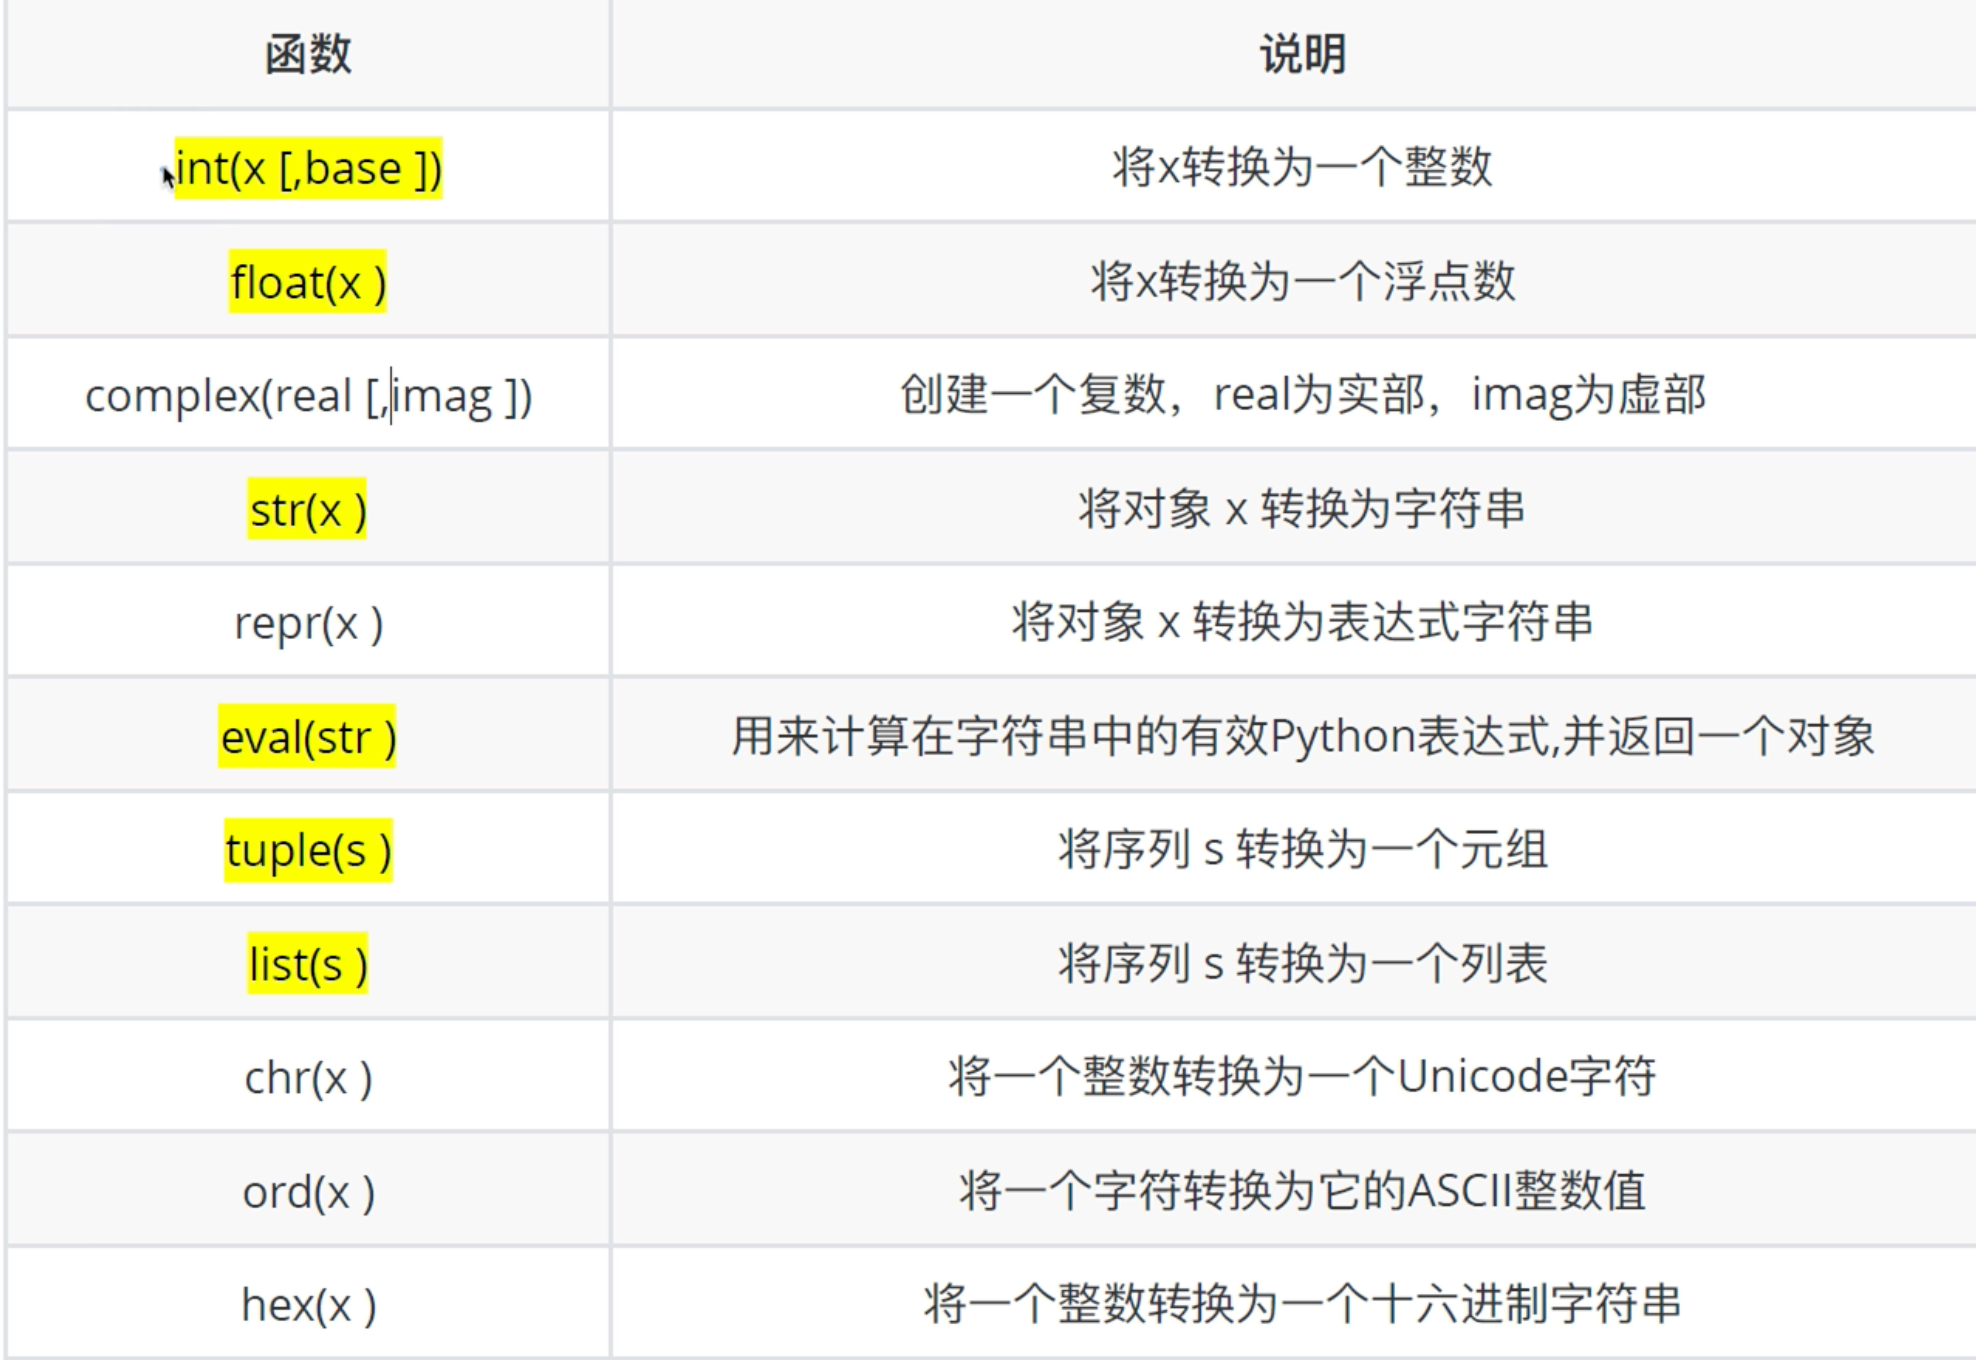 函数 说明
int(x [,base ]) 将x转换为一个整数
float(x ) 将x转换为一个浮点数
complex(real [,imag ]) 创建一个复数，real为实部，imag为虚部
str(x ) 将对象 x 转换为字符串
repr(x ) 将对象 x 转换为表达式字符串
eval(str ) 用来计算在字符串中的有效Python表达式,并返回一个对象
tuple(s ) 将序列 s 转换为一个元组
list(s ) 将序列 s 转换为一个列表
chr(x ) 将一个整数转换为一个Unicode字符
ord(x ) 将一个字符转换为它的ASCII整数值
hex(x ) 将一个整数转换为一个十六进制字符串